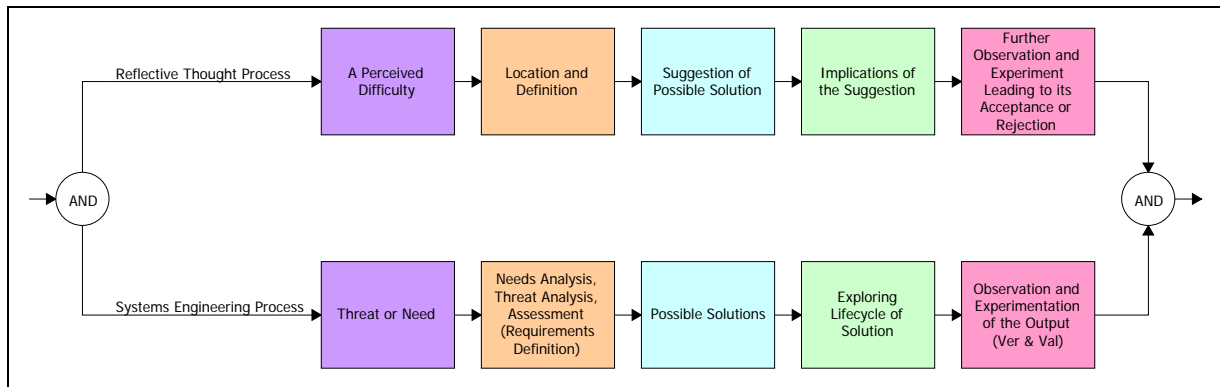 Reflective Thought Process
A Perceived
Difficulty
Location and
Definition
Suggestion of
Possible Solution
Implications of
the Suggestion
Further
Observation and
Experiment
Leading to its
Acceptance or
Rejection
AND
AND
Systems Engineering Process
Threat or Need
Needs Analysis,
Threat Analysis,
Assessment
(Requirements
Definition)
Possible Solutions
Exploring
Lifecycle of
Solution
Observation and
Experimentation
of the Output
(Ver & Val)